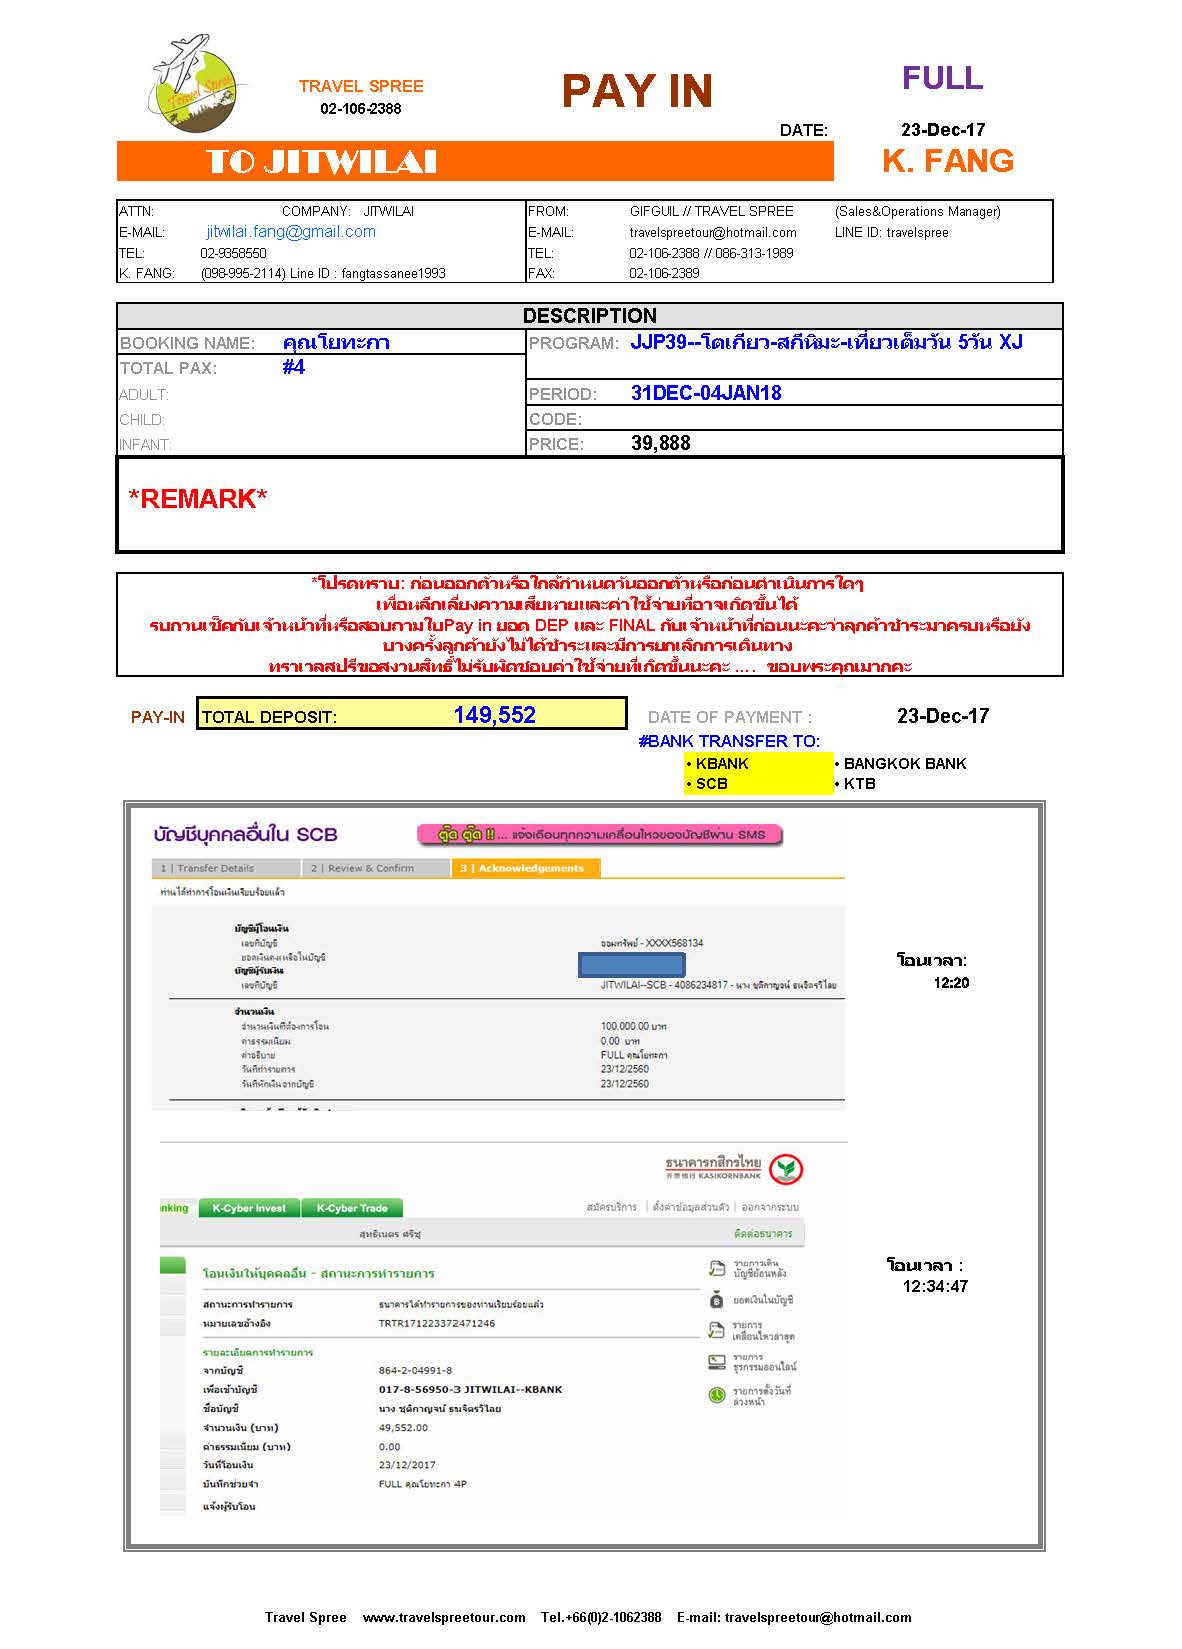 Travel Spree
TRAVEL SPREE
02-106-2388
PAY IN
FULL
DATE: 23-Dec-17
TO JITWILAI
K. FANG
ATTN: COMPANY: JITWILAI FROM: GIFGUIL // TRAVEL SPREE (Sales&Operations Manager)
E-MAIL: jitwilai.fang@gmail.com E-MAIL: travelspreetour@hotmail.com LINE ID: travelspree
TEL: 02-9358550 TEL: 02-106-2388 // 086-313-1989
K. FANG: (098-995-2114) Line ID : fangtassanee1993 FAX: 02-106-2389
DESCRIPTION
BOOKING NAME: คุณโยทะกา PROGRAM: JJP39--โตเกียว-สกีหิมะ-เที่ยวเต็มวัน 5วัน XJ
TOTAL PAX: #4
ADULT: PERIOD: 31DEC-04JAN18
CHILD: CODE:
INFANT: PRICE: 39,888
*REMARK*
*โปรดทราบ: ก่อนออกตั๋วหรือใกล้กำหนดวันออกตั๋วหรือก่อนดำเนินการใดๆ
เพื่อหลีกเลี่ยงความเสียหายและค่าใช้จ่ายที่อาจเกิดขึ้นได้
รบกวนเช็คกับเจ้าหน้าที่หรือสอบถามใบPay in ยอด DEP และ FINAL กับเจ้าหน้าที่ก่อนนะคะว่าลูกค้าชำระมาครบหรือยัง
บางครั้งลูกค้ายังไม่ได้ชำระและมีการยกเลิกการเดินทาง
ทราเวลสปรีขอสงวนสิทธิ์ไม่รับผิดชอบค่าใช้จ่ายที่เกิดขึ้นนะคะ .... ขอบพระคุณมากคะ
PAY-IN TOTAL DEPOSIT: 149,552 DATE OF PAYMENT : 23-Dec-17
#BANK TRANSFER TO:
• KBANK • BANGKOK BANK
• SCB • KTB
บัญชีบุคคลอื่นใน SCB ตุ๊ด ตุ๊ด !! ... แจ้งเตือนทุกความเคลื่อนไหวของบัญชีผ่าน SMS
1 | Transfer Details 2 | Review & Confirm 3 | Acknowledgements
ท่านได้ทำการโอนเงินเรียบร้อยแล้ว
บัญชีผู้โอนเงิน
เลขที่บัญชี ออมทรัพย์ - XXXX568134
ยอดเงินคงเหลือในบัญชี
บัญชีผู้รับเงิน
เลขที่บัญชี JITWILAI--SCB - 4086234817 - นาง ชุติกาญจน์ ธนจิตรวิไลย
โอนเวลา:
12:20
จำนวนเงิน
จำนวนเงินที่ต้องการโอน 100,000.00 บาท
ค่าธรรมเนียม 0.00 บาท
คำอธิบาย FULL คุณโยทะกา
วันที่ทำรายการ 23/12/2560
วันที่หักเงินจากบัญชี 23/12/2560
ธนาคารกสิกรไทย
开泰银行 KASIKORNBANK
nking K-Cyber Invest K-Cyber Trade สมัครบริการ | ตั้งค่าข้อมูลส่วนตัว | ออกจากระบบ
สุทธิเนตร ศรีชู ติดต่อธนาคาร
โอนเงินให้บุคคลอื่น - สถานะการทำรายการ
รายการเดินบัญชีย้อนหลัง
โอนเวลา :
12:34:47
สถานะการทำรายการ ธนาคารได้ทำรายการของท่านเรียบร้อยแล้ว
ยอดเงินในบัญชี
หมายเลขอ้างอิง TRTR171223372471246
รายการเคลื่อนไหวล่าสุด
รายละเอียดการทำรายการ
รายการธุรกรรมออนไลน์
จากบัญชี 864-2-04991-8
เพื่อเข้าบัญชี 017-8-56950-3 JITWILAI--KBANK
รายการตั้งวันที่ล่วงหน้า
ชื่อบัญชี นาง ชุติกาญจน์ ธนจิตรวิไลย
จำนวนเงิน (บาท) 49,552.00
ค่าธรรมเนียม (บาท) 0.00
วันที่โอนเงิน 23/12/2017
บันทึกช่วยจำ FULL คุณโยทะกา 4P
แจ้งผู้รับโอน
Travel Spree www.travelspreetour.com Tel.+66(0)2-1062388 E-mail: travelspreetour@hotmail.com